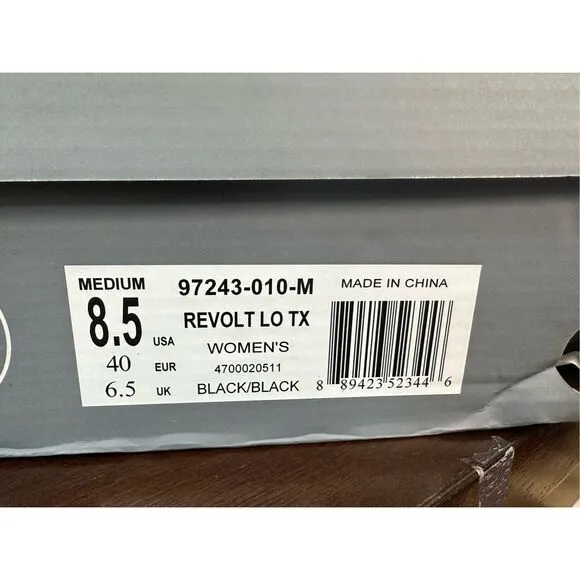 MEDIUM 97243-010-M MADE IN CHINA
8.5 USA REVOLT LO TX
40 EUR WOMEN'S
4700020511
6.5 UK BLACK/BLACK 8 89423 52344 6